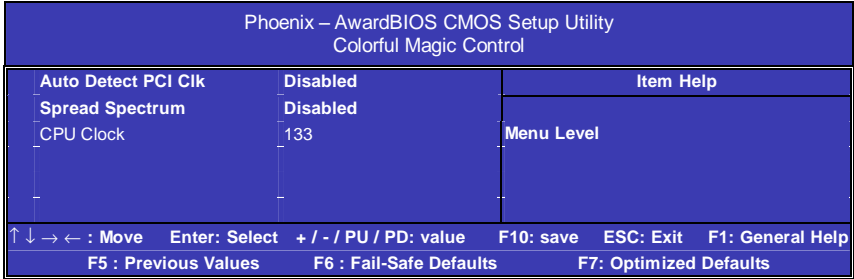 Phoenix – AwardBIOS CMOS Setup Utility
Colorful Magic Control
Auto Detect PCI Clk Disabled Item Help
Spread Spectrum Disabled
CPU Clock 133 Menu Level
↑↓→← : Move Enter: Select + / - / PU / PD: value F10: save ESC: Exit F1: General Help
F5 : Previous Values F6 : Fail-Safe Defaults F7: Optimized Defaults